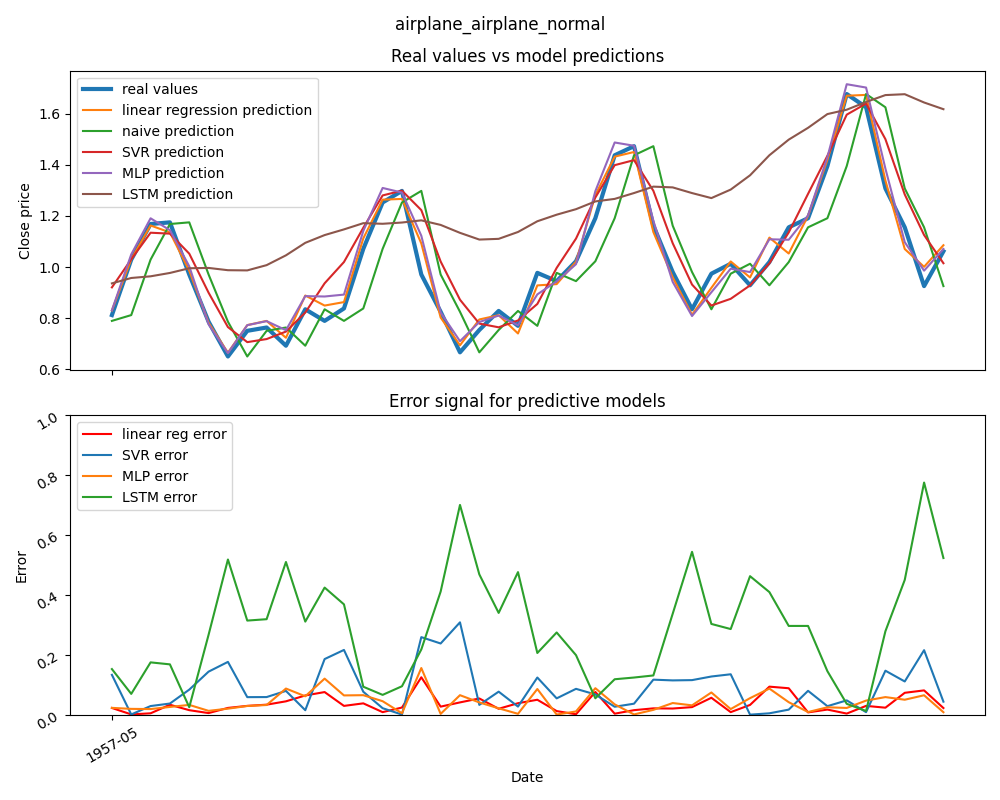 airplane_airplane_normal
Real values vs model predictions
real values
linear regression prediction
naive prediction
SVR prediction
MLP prediction
LSTM prediction
Close price
1.6
1.4
1.2
1.0
0.8
0.6
Error signal for predictive models
linear reg error
SVR error
MLP error
LSTM error
Error
1.0
0.8
0.6
0.4
0.2
0.0
1957-05
Date